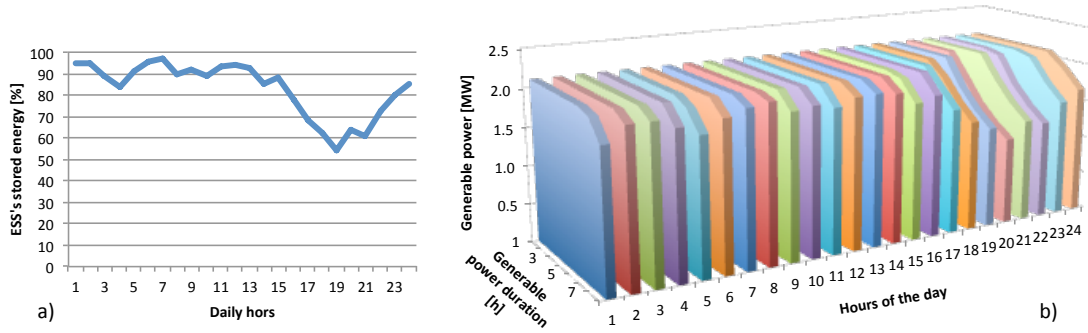 ESS's stored energy [%]
100
90
80
70
60
50
40
30
20
10
0
1 3 5 7 9 11 13 15 17 19 21 23
Daily hors
a)
Generable power [MW]
2.5
2.0
1.5
1.0
0.5
1
3
5
7
Generable
power duration
[h]
1 2 3 4 5 6 7 8 9 10 11 12 13 14 15 16 17 18 19 20 21 22 23 24
Hours of the day
b)